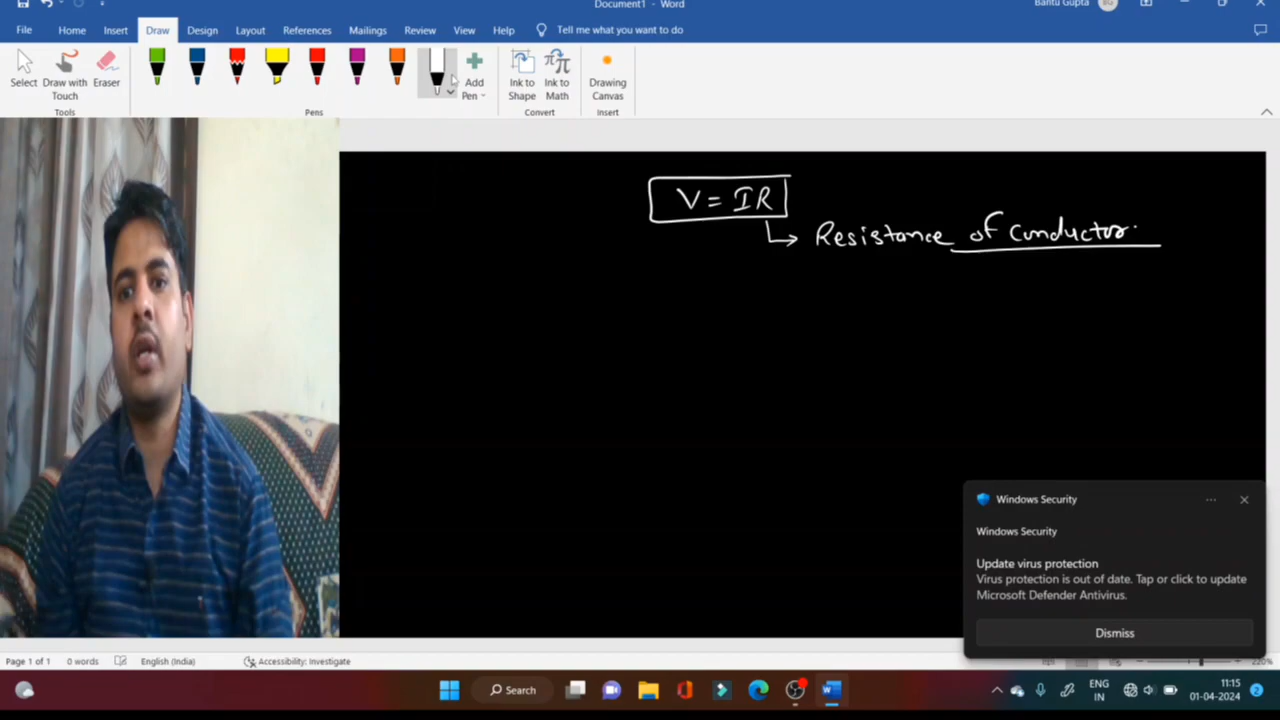 Document1 - Word
Bantu Gupta
BG
File Home Insert Draw Design Layout References Mailings Review View Help Tell me what you want to do
Select
Draw with Touch
Eraser
Add Pen
Ink to Shape
Ink to Math
Drawing Canvas
Tools
Pens
Convert
Insert
V = IR
Resistance of conductor.
Windows Security
Windows Security
Update virus protection
Virus protection is out of date. Tap or click to update
Microsoft Defender Antivirus.
Dismiss
Page 1 of 1 0 words English (India) Accessibility: Investigate
220%
Search
ENG
IN
11:15
01-04-2024
2